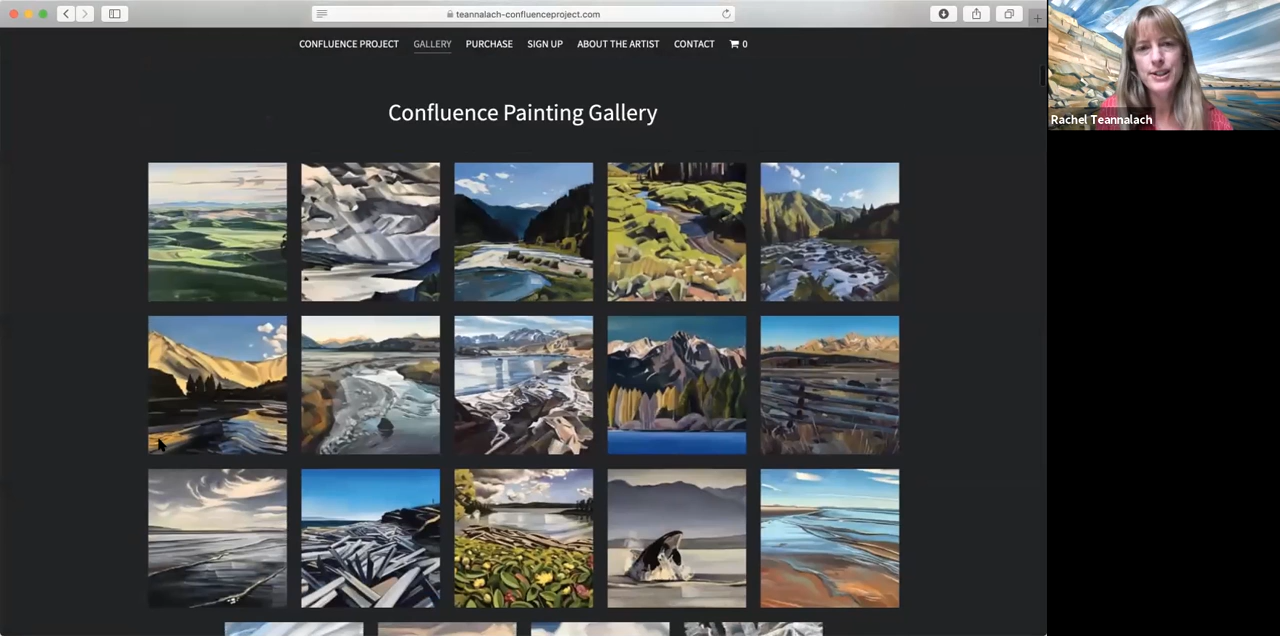 teannalach-confluenceproject.com
CONFLUENCE PROJECT GALLERY PURCHASE SIGN UP ABOUT THE ARTIST CONTACT 0
Confluence Painting Gallery
Rachel Teannalach